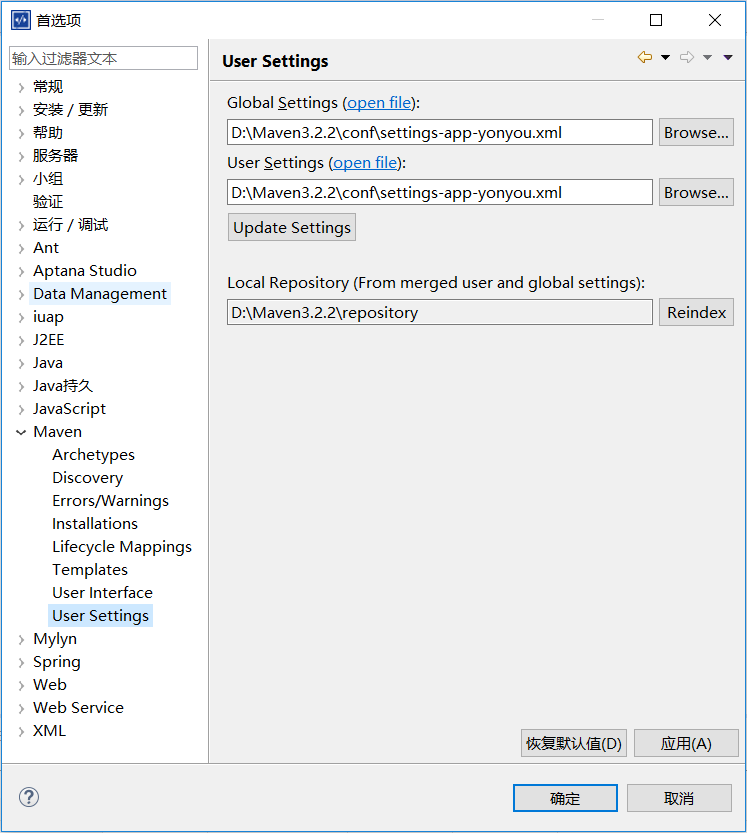 首选项
输入过滤器文本
常规
安装 / 更新
帮助
服务器
小组
验证
运行 / 调试
Ant
Aptana Studio
Data Management
iuap
J2EE
Java
Java持久
JavaScript
Maven
Archetypes
Discovery
Errors/Warnings
Installations
Lifecycle Mappings
Templates
User Interface
User Settings
Mylyn
Spring
Web
Web Service
XML
User Settings
Global Settings (open file):
D:\Maven3.2.2\conf\settings-app-yonyou.xml Browse...
User Settings (open file):
D:\Maven3.2.2\conf\settings-app-yonyou.xml Browse...
Update Settings
Local Repository (From merged user and global settings):
D:\Maven3.2.2\repository Reindex
恢复默认值(D) 应用(A)
? 确定 取消